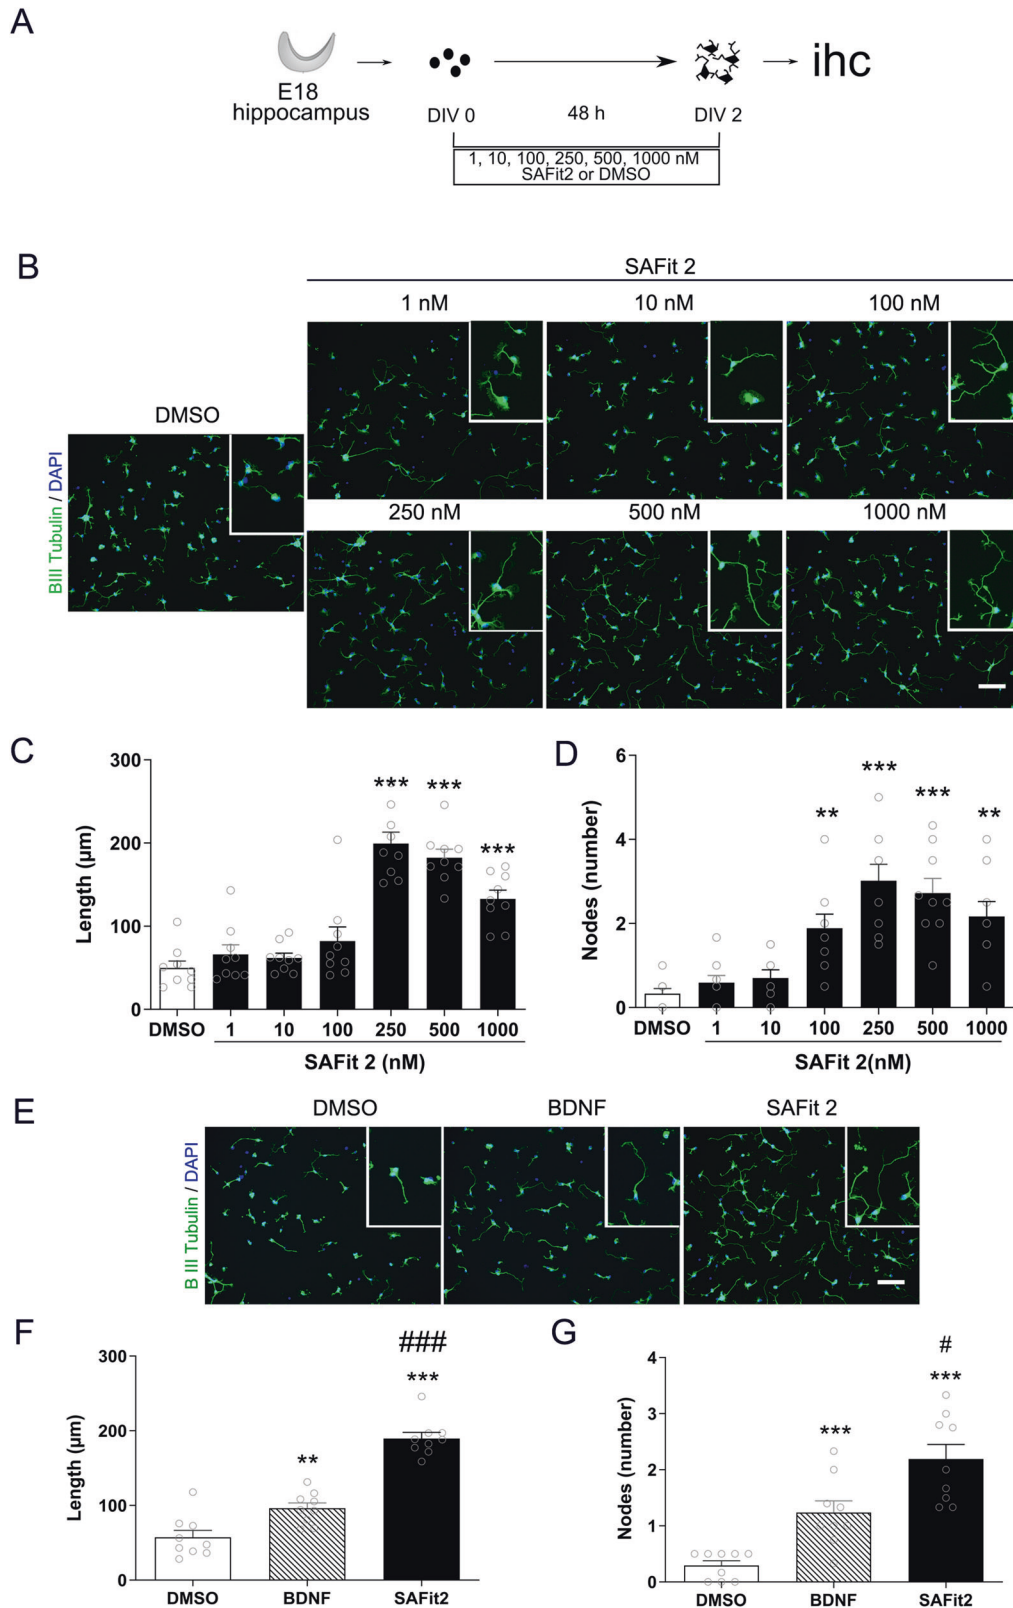 A
E18
hippocampus
DIV 0
48 h
DIV 2
ihc
1, 10, 100, 250, 500, 1000 nM
SAFit2 or DMSO
B
SAFit 2
1 nM
10 nM
100 nM
DMSO
BIII Tubulin / DAPI
250 nM
500 nM
1000 nM
C
Length (µm)
300
200
100
0
***
***
***
DMSO
1
10
100
250
500
1000
SAFit 2 (nM)
D
Nodes (number)
6
4
2
0
**
***
***
**
DMSO
1
10
100
250
500
1000
SAFit 2(nM)
E
DMSO
BDNF
SAFit 2
B III Tubulin / DAPI
F
Length (µm)
300
200
100
0
**
###
***
DMSO
BDNF
SAFit2
G
Nodes (number)
4
3
2
1
0
***
#
***
DMSO
BDNF
SAFit2